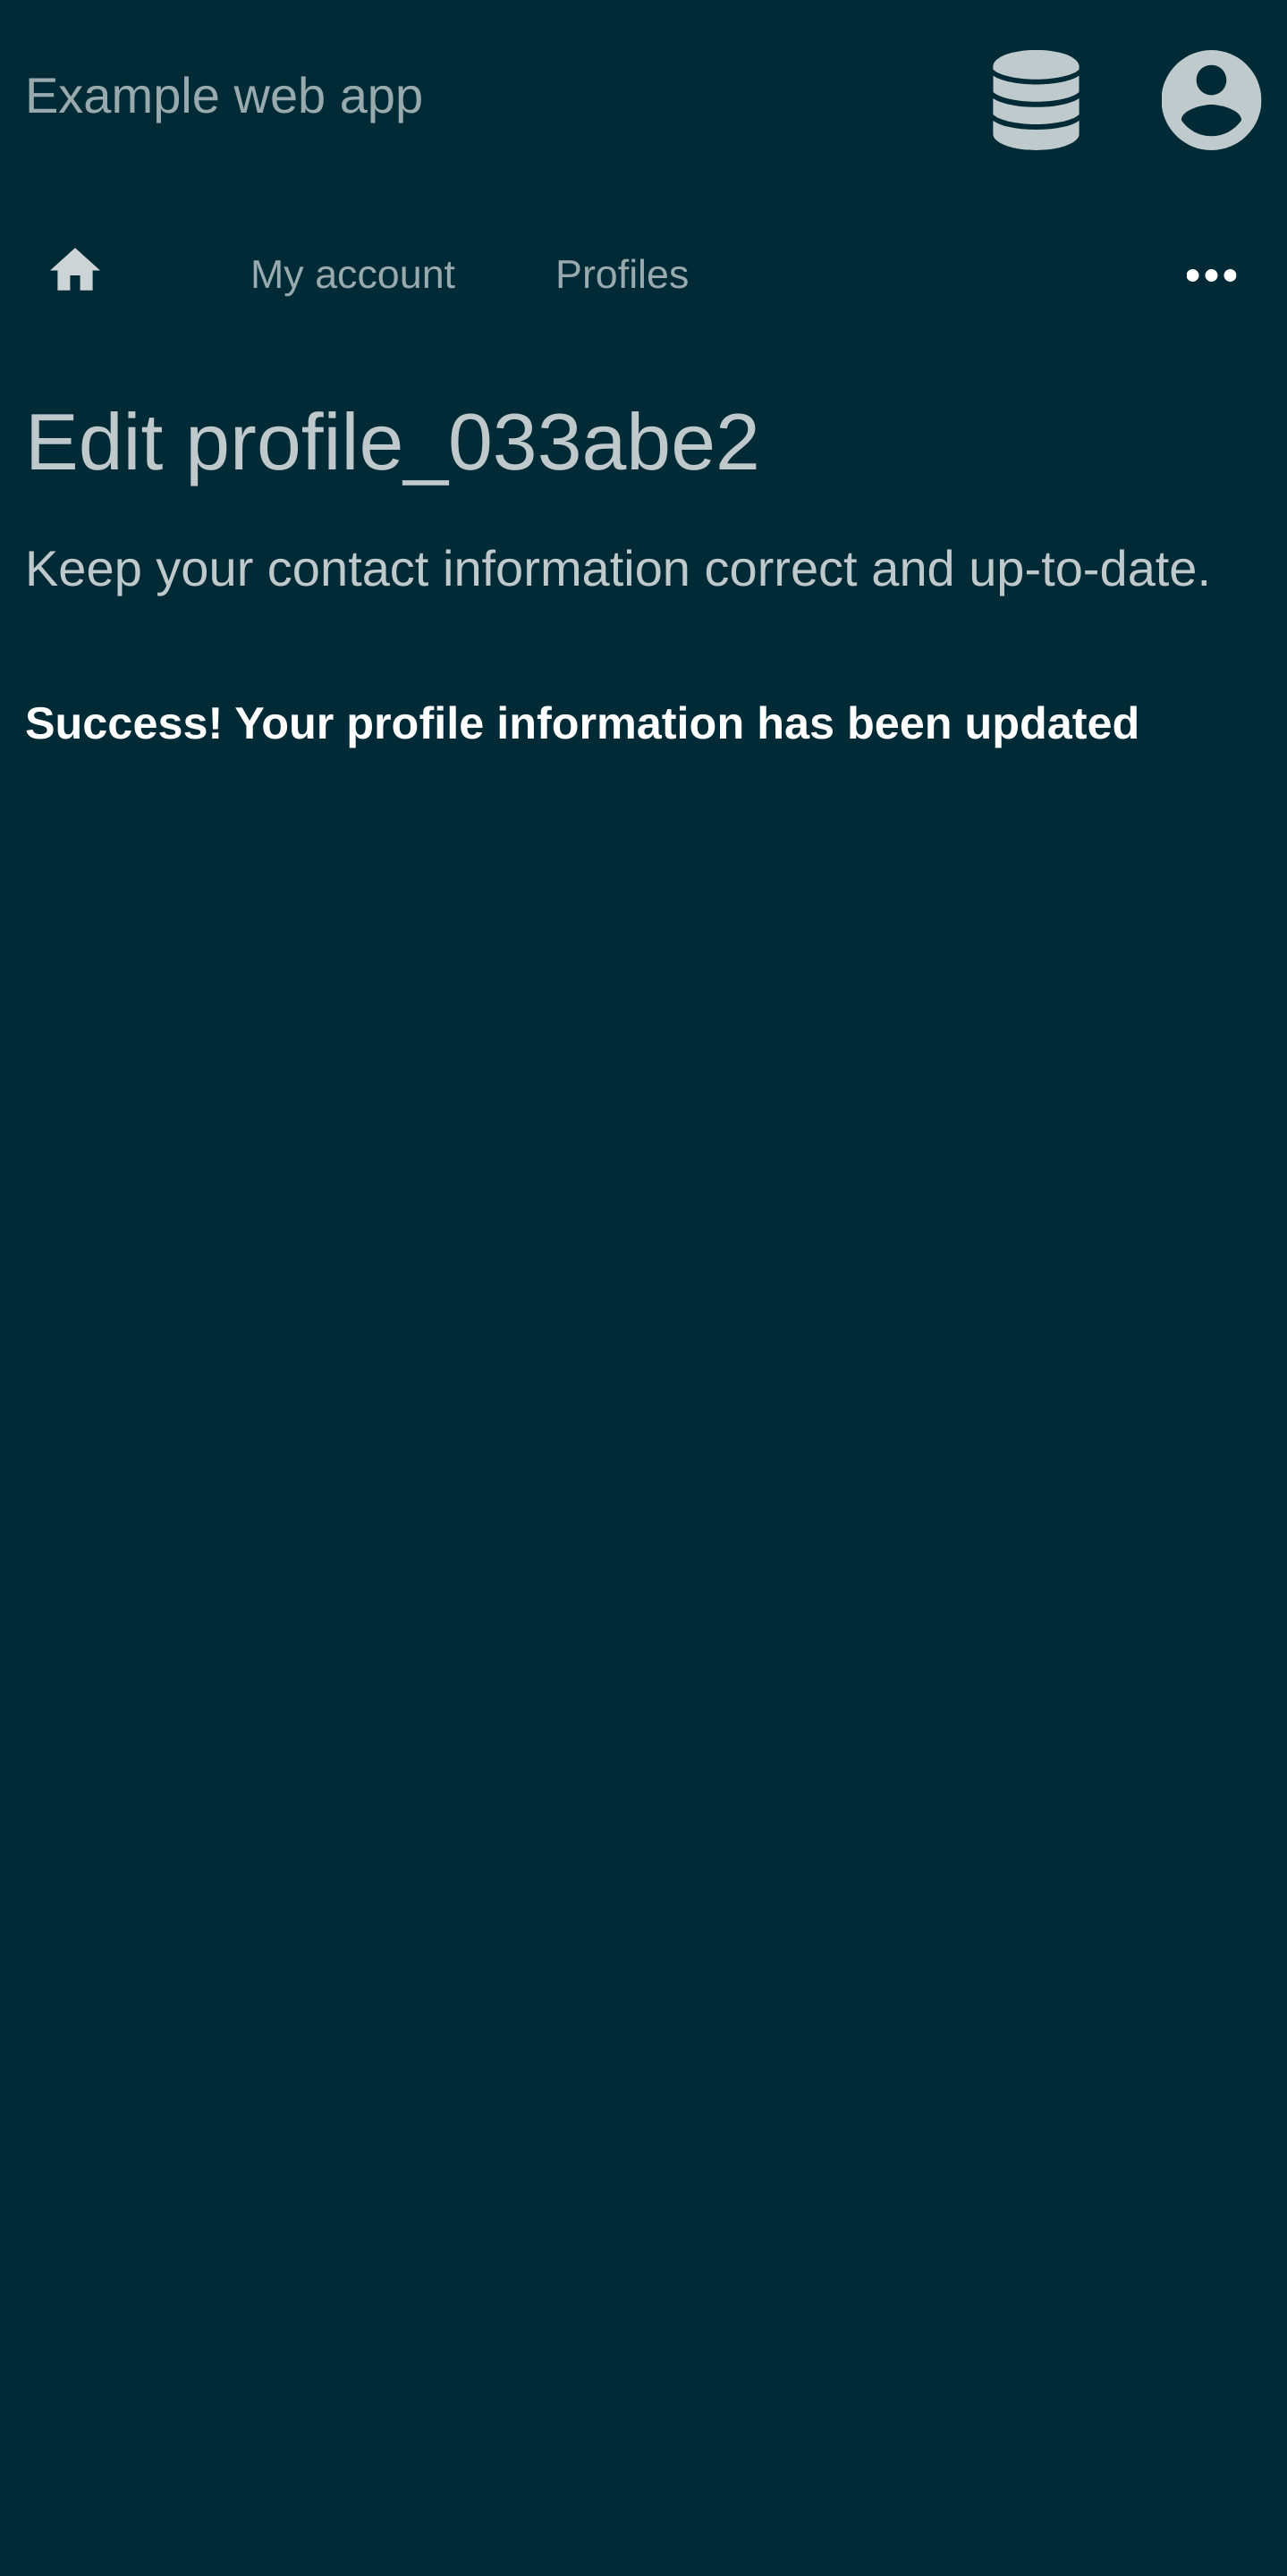 Example web app
My account Profiles
Edit profile_033abe2
Keep your contact information correct and up-to-date.
Success! Your profile information has been updated